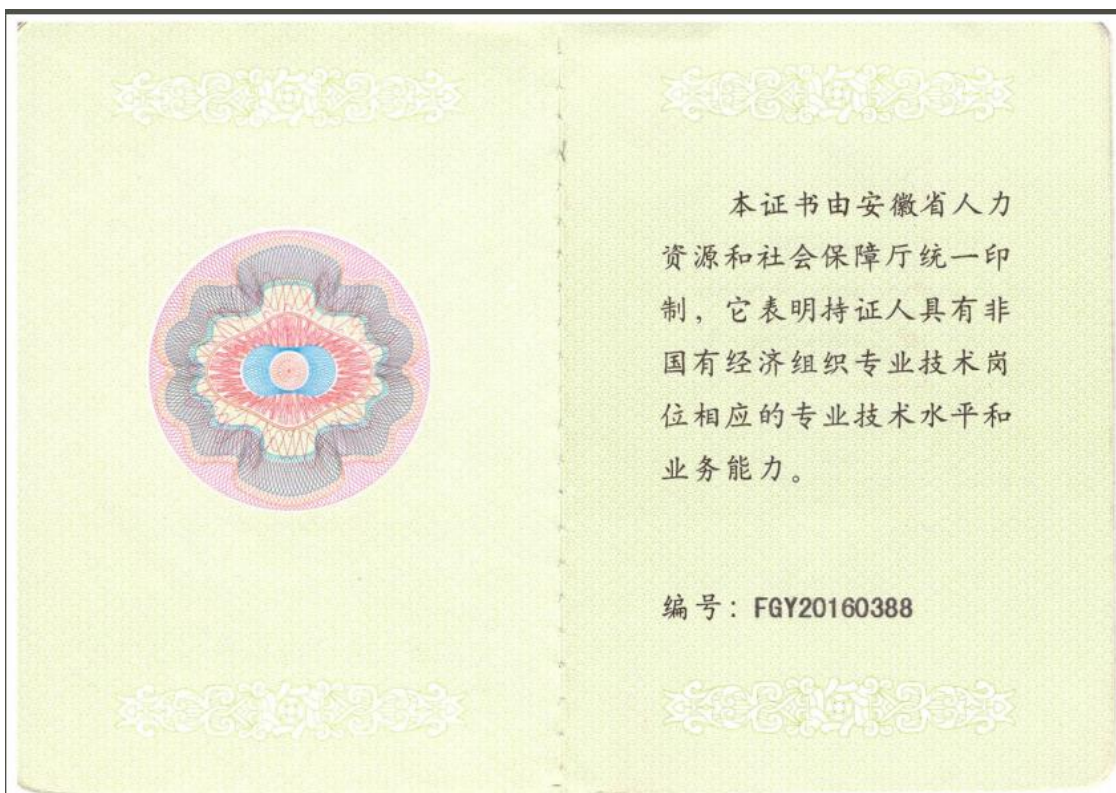 本证书由安徽省人力
资源和社会保障厅统一印
制，它表明持证人具有非
国有经济组织专业技术岗
位相应的专业技术水平和
业务能力。
编号：FGY20160388